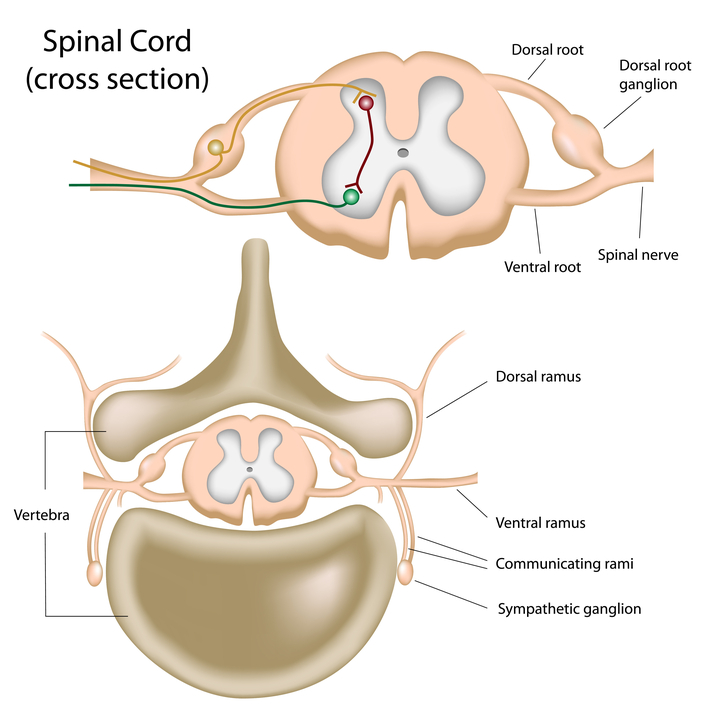 Spinal Cord
(cross section)
Dorsal root
Dorsal root
ganglion
Spinal nerve
Ventral root
Dorsal ramus
Vertebra
Ventral ramus
Communicating rami
Sympathetic ganglion